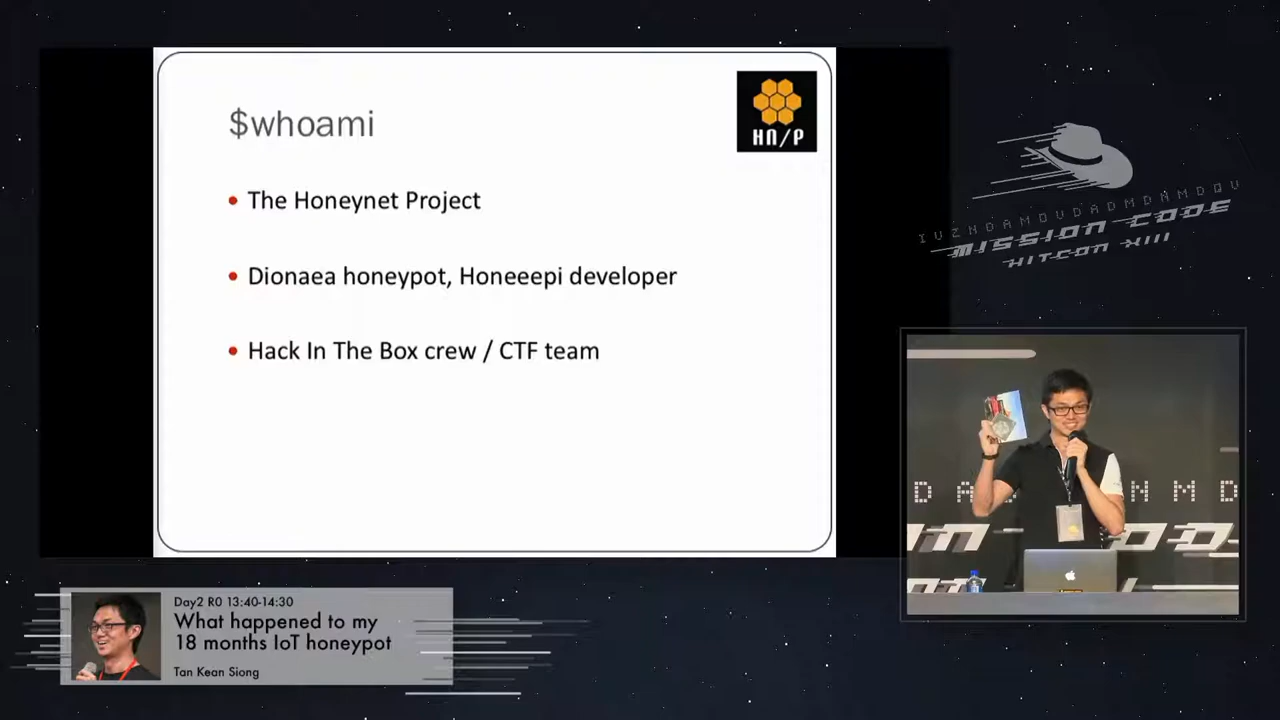 $whoami
HN/P
• The Honeynet Project
• Dionaea honeypot, Honeeepi developer
• Hack In The Box crew / CTF team
MISSION CODE
HITCON XIII
N M D
Day2 R0 13:40-14:30
What happened to my
18 months IoT honeypot
Tan Kean Siong